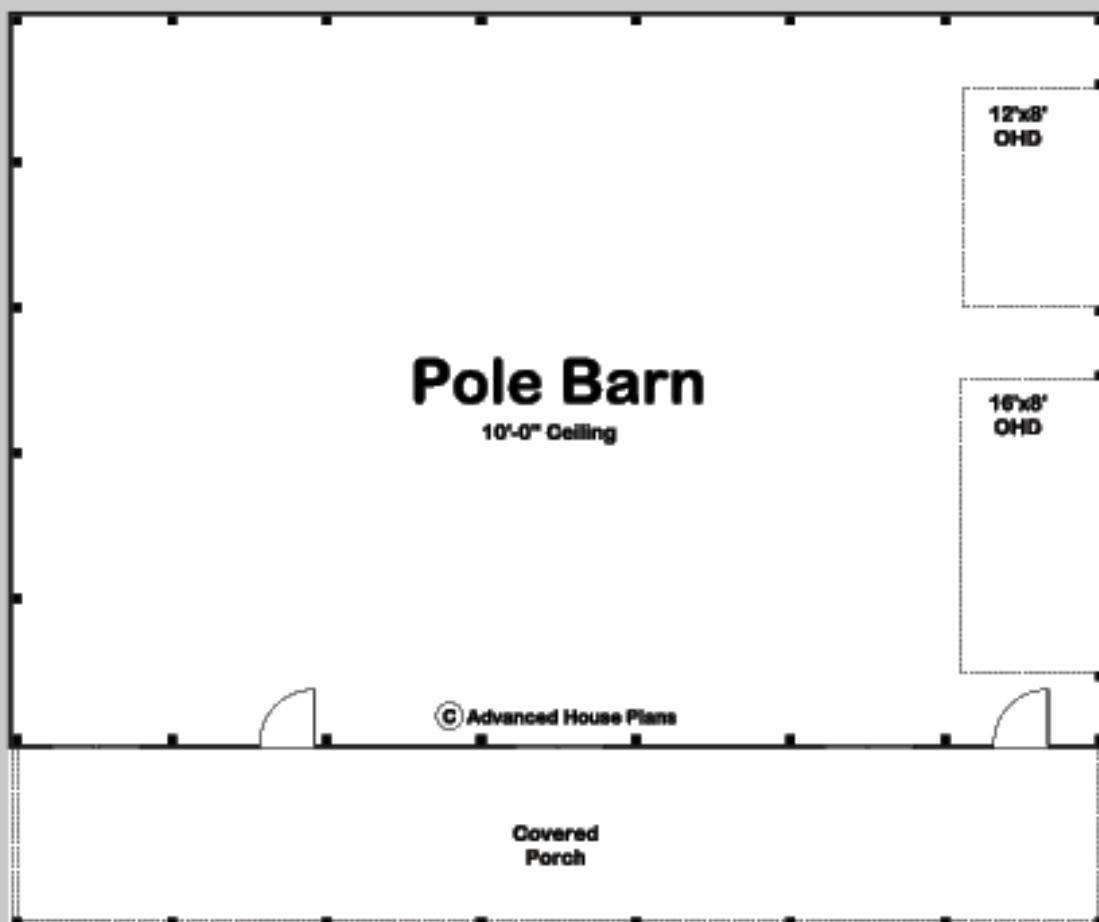 12'x8'
OHD
Pole Barn
10'-0" Ceiling
16'x8'
OHD
© Advanced House Plans
Covered
Porch